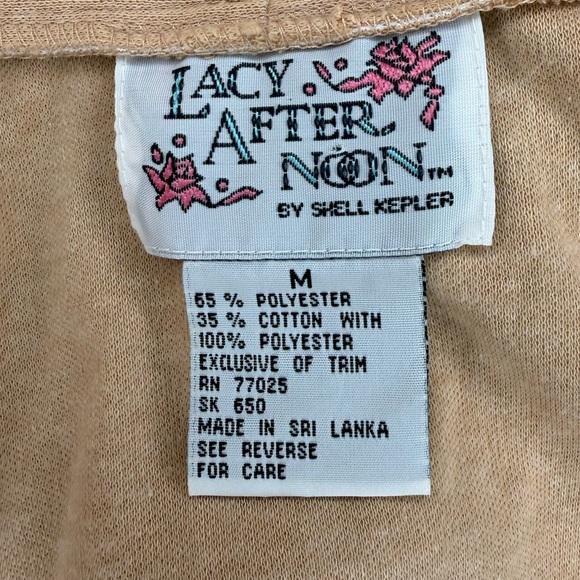 LACY
AFTER
NOON™
BY SHELL KEPLER
M
65 % POLYESTER
35 % COTTON WITH
100% POLYESTER
EXCLUSIVE OF TRIM
RN 77025
SK 650
MADE IN SRI LANKA
SEE REVERSE
FOR CARE